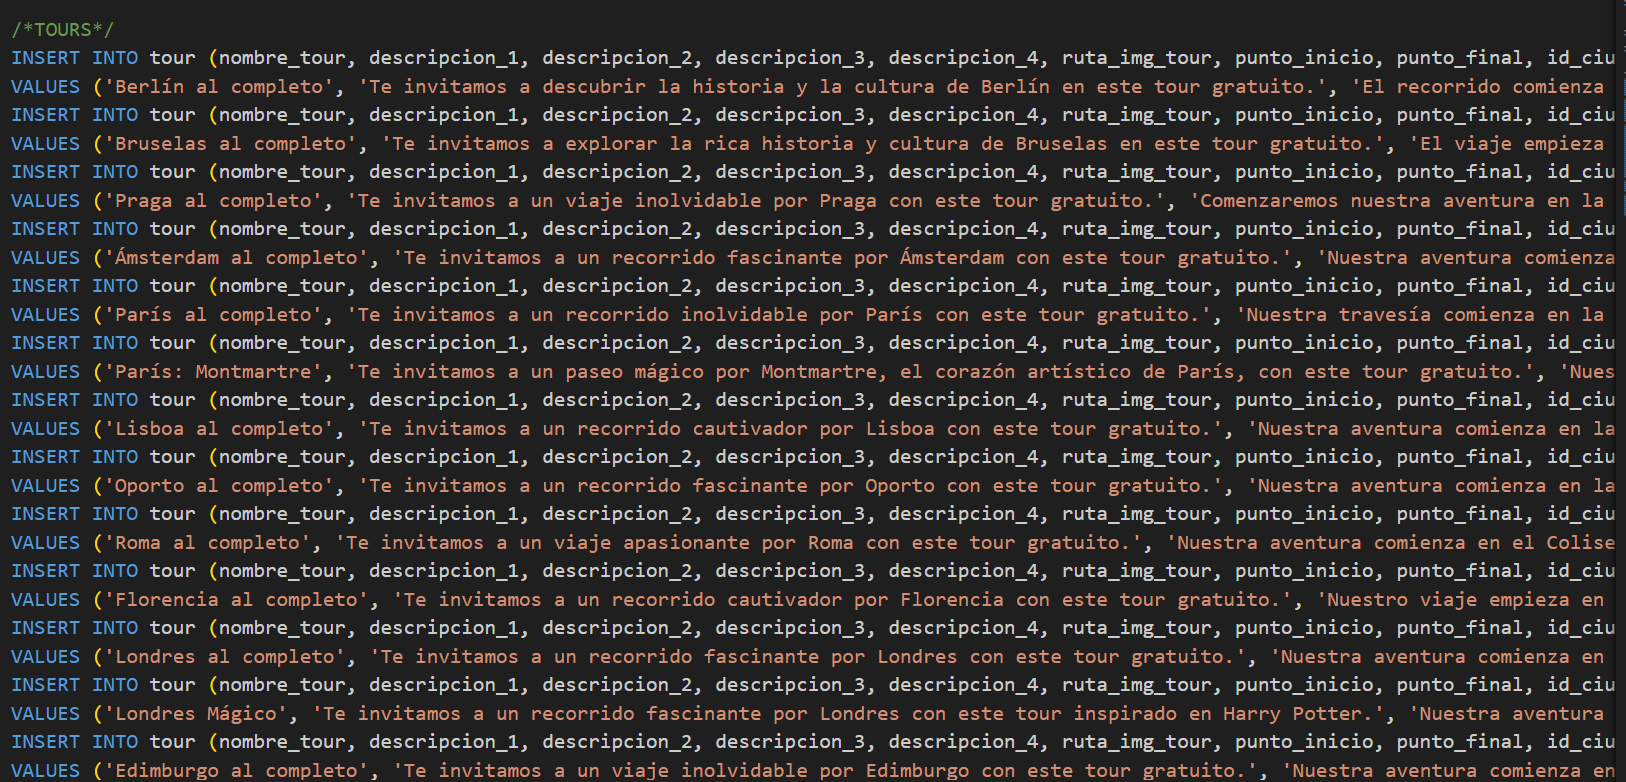 /*TOURS*/
INSERT INTO tour (nombre_tour, descripcion_1, descripcion_2, descripcion_3, descripcion_4, ruta_img_tour, punto_inicio, punto_final, id_ciu
VALUES ('Berlín al completo', 'Te invitamos a descubrir la historia y la cultura de Berlín en este tour gratuito.', 'El recorrido comienza
INSERT INTO tour (nombre_tour, descripcion_1, descripcion_2, descripcion_3, descripcion_4, ruta_img_tour, punto_inicio, punto_final, id_ciu
VALUES ('Bruselas al completo', 'Te invitamos a explorar la rica historia y cultura de Bruselas en este tour gratuito.', 'El viaje empieza
INSERT INTO tour (nombre_tour, descripcion_1, descripcion_2, descripcion_3, descripcion_4, ruta_img_tour, punto_inicio, punto_final, id_ciu
VALUES ('Praga al completo', 'Te invitamos a un viaje inolvidable por Praga con este tour gratuito.', 'Comenzaremos nuestra aventura en la
INSERT INTO tour (nombre_tour, descripcion_1, descripcion_2, descripcion_3, descripcion_4, ruta_img_tour, punto_inicio, punto_final, id_ciu
VALUES ('Ámsterdam al completo', 'Te invitamos a un recorrido fascinante por Ámsterdam con este tour gratuito.', 'Nuestra aventura comienza
INSERT INTO tour (nombre_tour, descripcion_1, descripcion_2, descripcion_3, descripcion_4, ruta_img_tour, punto_inicio, punto_final, id_ciu
VALUES ('París al completo', 'Te invitamos a un recorrido inolvidable por París con este tour gratuito.', 'Nuestra travesía comienza en la
INSERT INTO tour (nombre_tour, descripcion_1, descripcion_2, descripcion_3, descripcion_4, ruta_img_tour, punto_inicio, punto_final, id_ciu
VALUES ('París: Montmartre', 'Te invitamos a un paseo mágico por Montmartre, el corazón artístico de París, con este tour gratuito.', 'Nues
INSERT INTO tour (nombre_tour, descripcion_1, descripcion_2, descripcion_3, descripcion_4, ruta_img_tour, punto_inicio, punto_final, id_ciu
VALUES ('Lisboa al completo', 'Te invitamos a un recorrido cautivador por Lisboa con este tour gratuito.', 'Nuestra aventura comienza en la
INSERT INTO tour (nombre_tour, descripcion_1, descripcion_2, descripcion_3, descripcion_4, ruta_img_tour, punto_inicio, punto_final, id_ciu
VALUES ('Oporto al completo', 'Te invitamos a un recorrido fascinante por Oporto con este tour gratuito.', 'Nuestra aventura comienza en la
INSERT INTO tour (nombre_tour, descripcion_1, descripcion_2, descripcion_3, descripcion_4, ruta_img_tour, punto_inicio, punto_final, id_ciu
VALUES ('Roma al completo', 'Te invitamos a un viaje apasionante por Roma con este tour gratuito.', 'Nuestra aventura comienza en el Colise
INSERT INTO tour (nombre_tour, descripcion_1, descripcion_2, descripcion_3, descripcion_4, ruta_img_tour, punto_inicio, punto_final, id_ciu
VALUES ('Florencia al completo', 'Te invitamos a un recorrido cautivador por Florencia con este tour gratuito.', 'Nuestro viaje empieza en
INSERT INTO tour (nombre_tour, descripcion_1, descripcion_2, descripcion_3, descripcion_4, ruta_img_tour, punto_inicio, punto_final, id_ciu
VALUES ('Londres al completo', 'Te invitamos a un recorrido fascinante por Londres con este tour gratuito.', 'Nuestra aventura comienza en
INSERT INTO tour (nombre_tour, descripcion_1, descripcion_2, descripcion_3, descripcion_4, ruta_img_tour, punto_inicio, punto_final, id_ciu
VALUES ('Londres Mágico', 'Te invitamos a un recorrido fascinante por Londres con este tour inspirado en Harry Potter.', 'Nuestra aventura
INSERT INTO tour (nombre_tour, descripcion_1, descripcion_2, descripcion_3, descripcion_4, ruta_img_tour, punto_inicio, punto_final, id_ciu
VALUES ('Edimburgo al completo', 'Te invitamos a un viaje inolvidable por Edimburgo con este tour gratuito.', 'Nuestra aventura comienza en